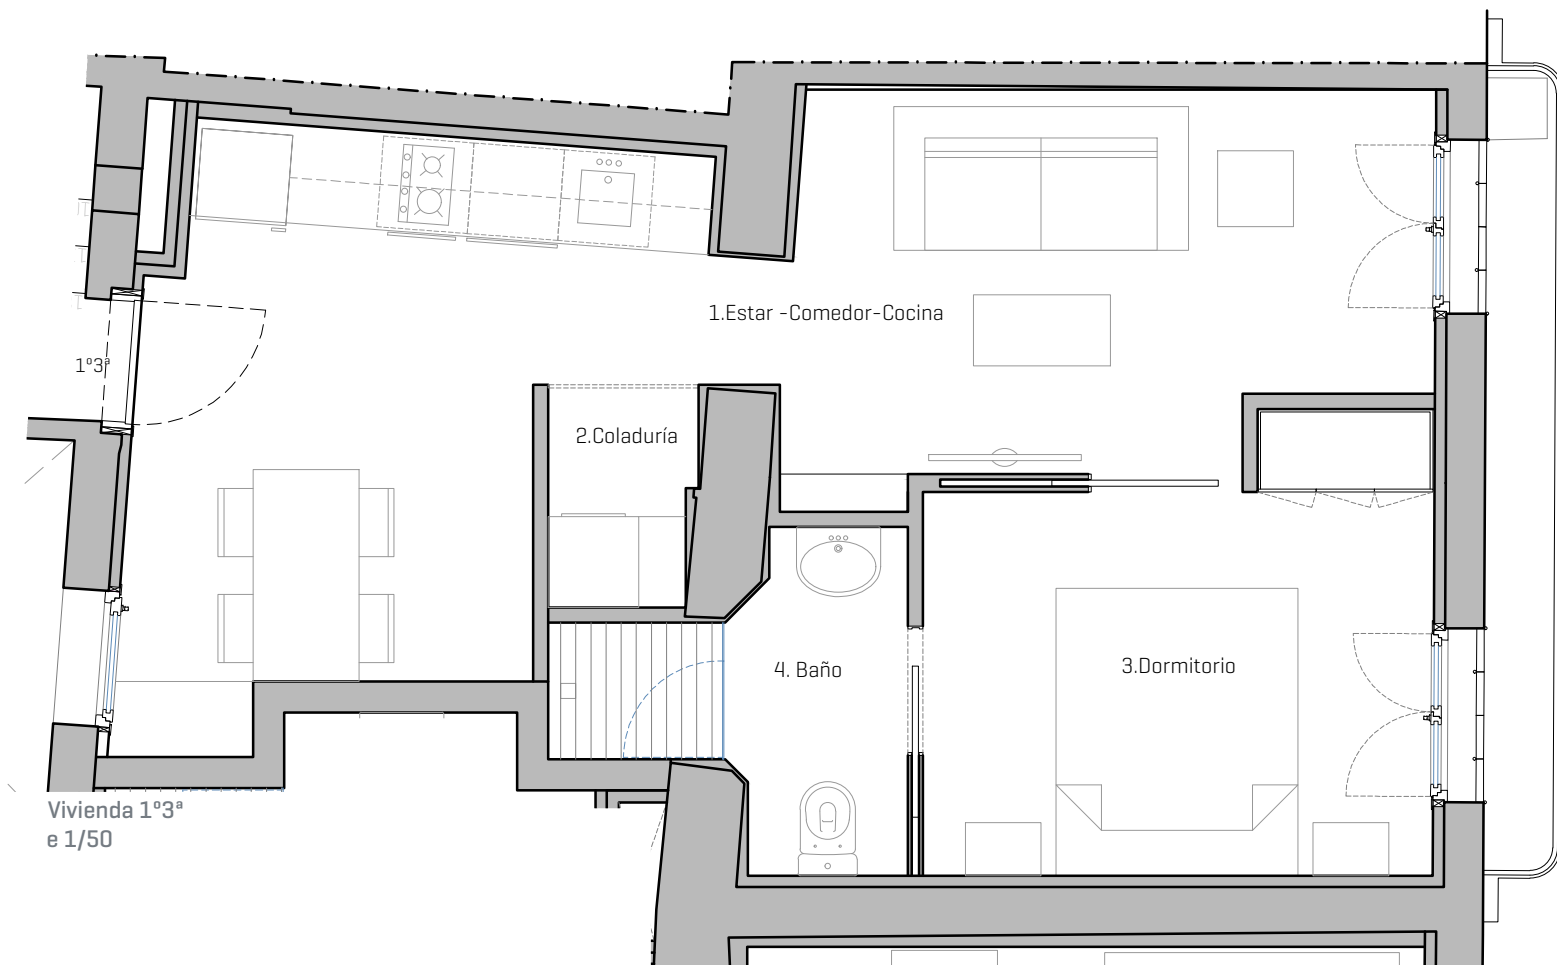 1.Estar -Comedor-Cocina
1º3ª
2.Coladuría
4. Baño
3.Dormitorio
Vivienda 1º3ª
e 1/50